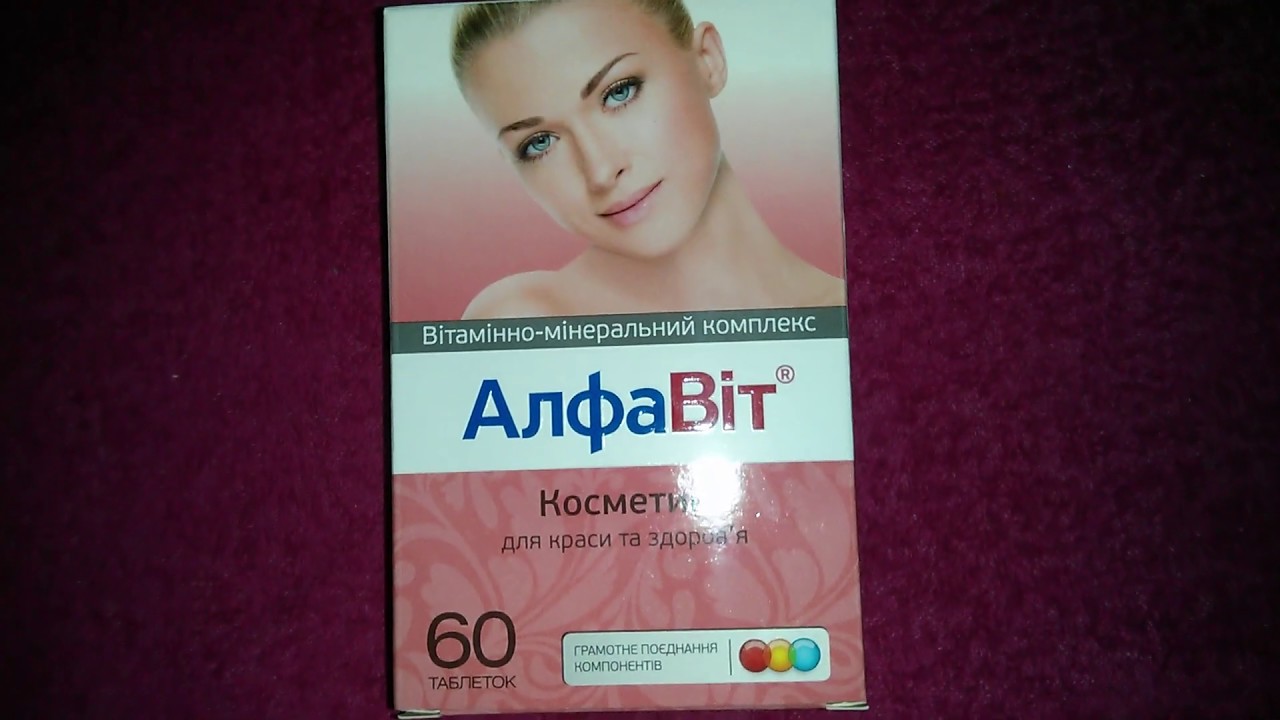 Вітамінно-мінеральний комплекс
АлфаВіт®
для краси та здоров'я
60
ТАБЛЕТОК
ГРАМОТНЕ ПОЄДНАННЯ
КОМПОНЕНТІВ